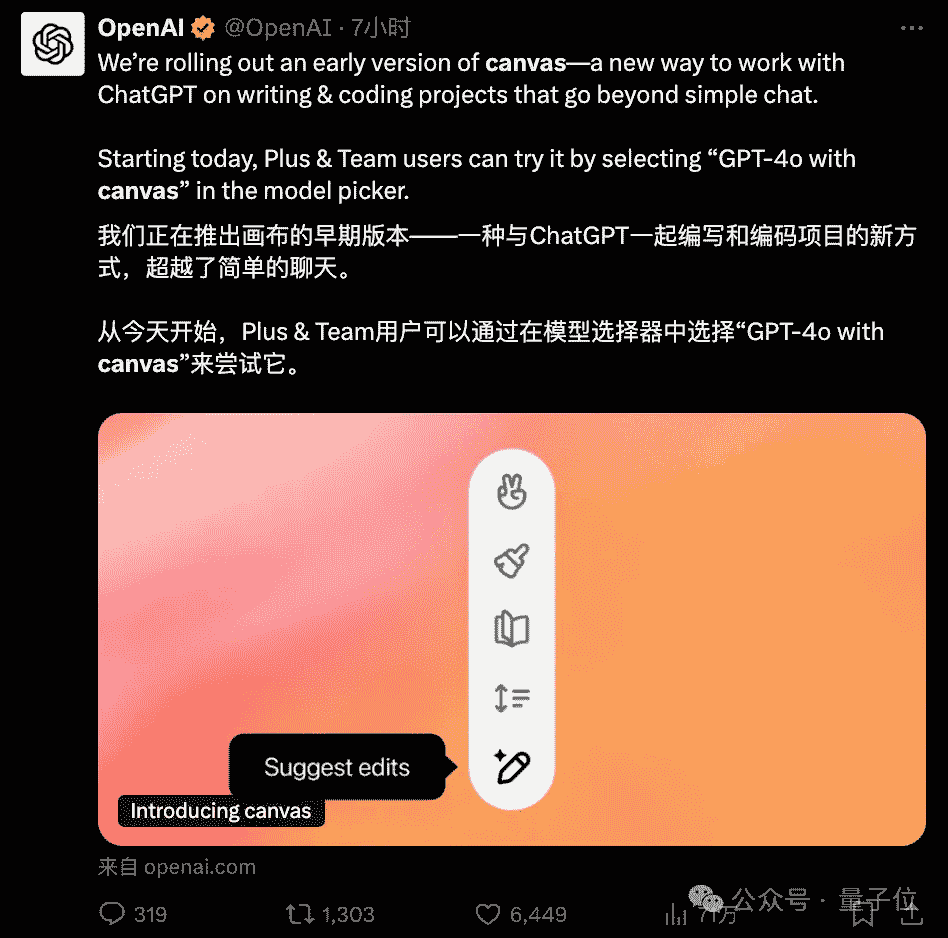 OpenAI @OpenAI · 7小时
We’re rolling out an early version of canvas—a new way to work with
ChatGPT on writing & coding projects that go beyond simple chat.
Starting today, Plus & Team users can try it by selecting “GPT-4o with
canvas” in the model picker.
我们正在推出画布的早期版本——一种与ChatGPT一起编写和编码项目的新方
式，超越了简单的聊天。
从今天开始，Plus & Team用户可以通过在模型选择器中选择“GPT-4o with
canvas”来尝试它。
Suggest edits
Introducing canvas
来自 openai.com
319 1,303 6,449
公众号 · 量子位